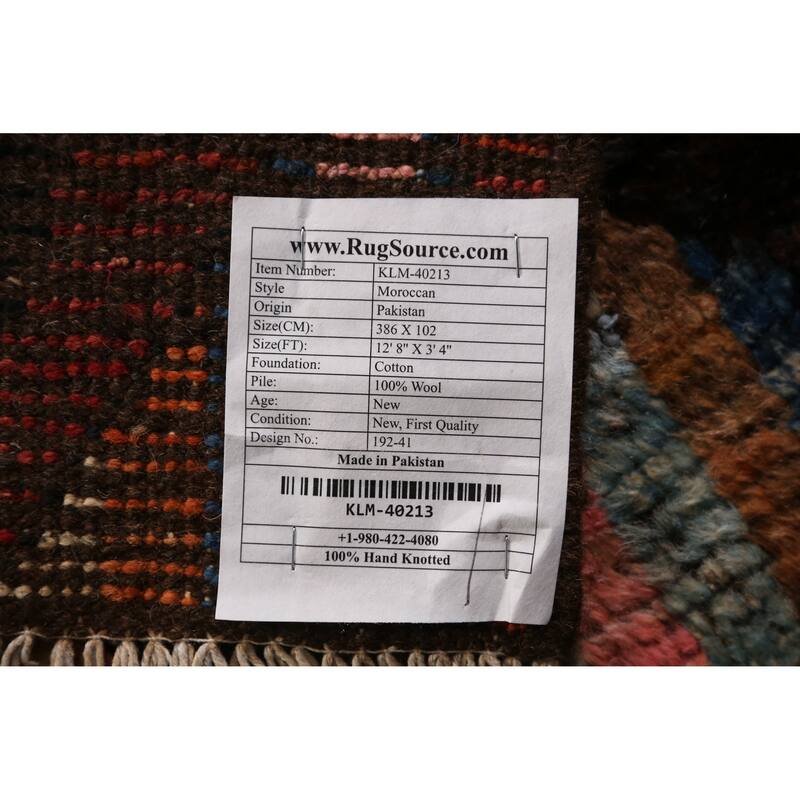 www.RugSource.com
Item Number: KLM-40213
Style Moroccan
Origin Pakistan
Size(CM): 386 X 102
Size(FT): 12' 8" X 3' 4"
Foundation: Cotton
Pile: 100% Wool
Age: New
Condition: New, First Quality
Design No.: 192-41
Made in Pakistan
KLM-40213
+1-980-422-4080
100% Hand Knotted